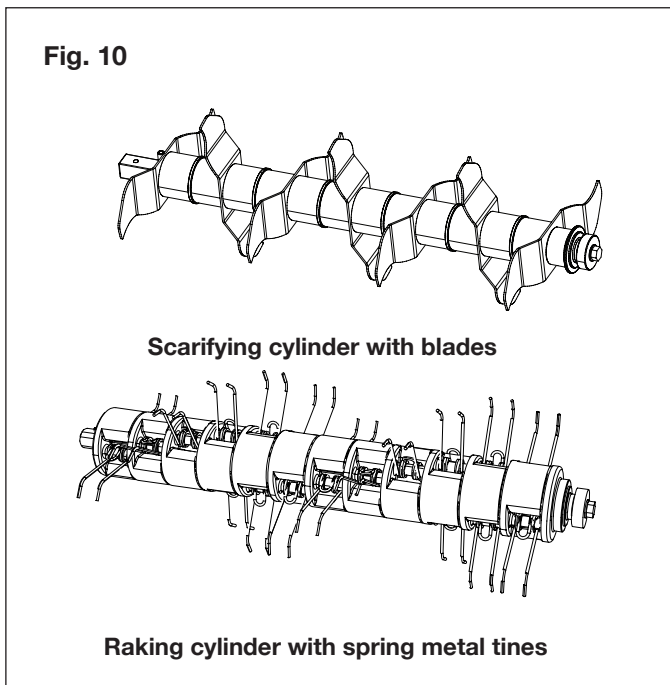 Fig. 10
Scarifying cylinder with blades
Raking cylinder with spring metal tines